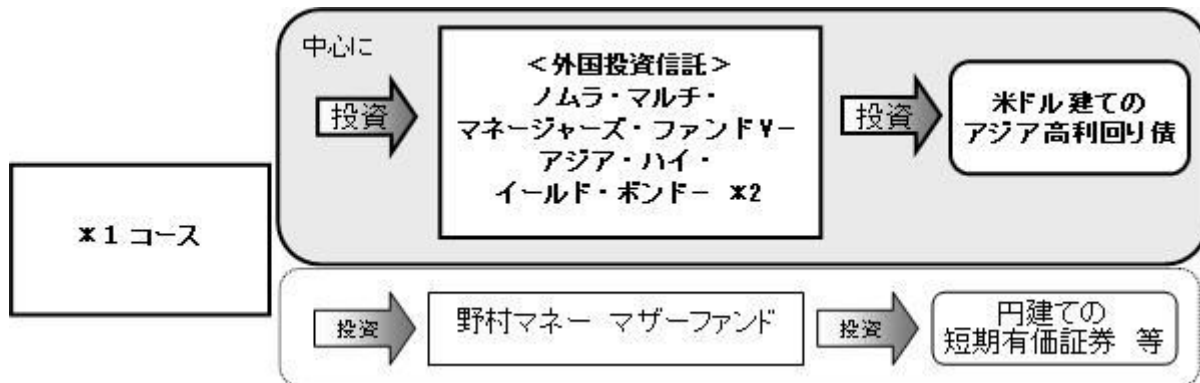 中心に
投資
＜外国投資信託＞
ノムラ・マルチ・
マネージャーズ・ファンドⅤ－
アジア・ハイ・
イールド・ボンド－ ＊2
投資
米ドル建ての
アジア高利回り債
＊1 コース
投資
野村マネー マザーファンド
投資
円建ての
短期有価証券 等